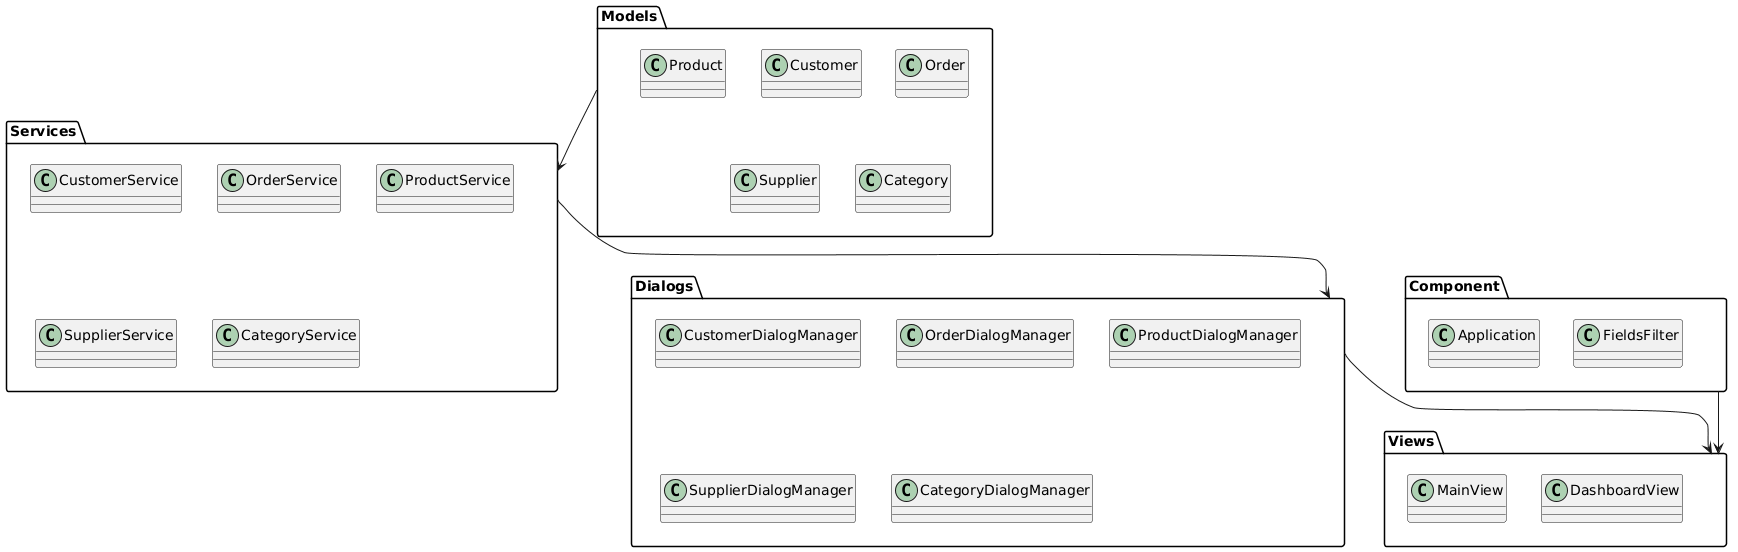 Models
C Product
C Customer
C Order
C Supplier
C Category
Services
C CustomerService
C OrderService
C ProductService
C SupplierService
C CategoryService
Dialogs
C CustomerDialogManager
C OrderDialogManager
C ProductDialogManager
C SupplierDialogManager
C CategoryDialogManager
Component
C Application
C FieldsFilter
Views
C MainView
C DashboardView